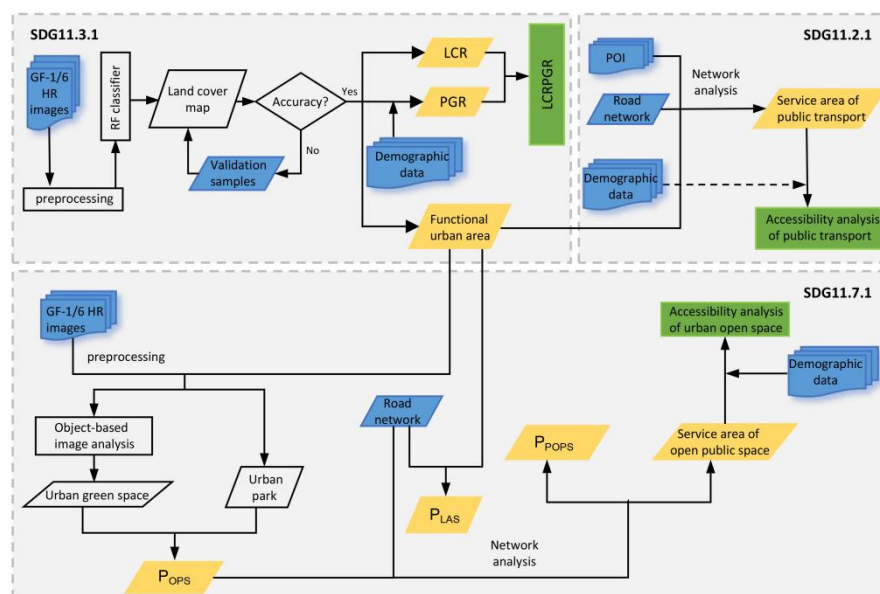 SDG11.3.1
GF-1/6
HR
images
preprocessing
RF classifier
Land cover
map
Accuracy?
Yes
No
Validation
samples
LCR
PGR
Demographic
data
LCRPGR
Functional
urban area
SDG11.2.1
POI
Road
network
Network
analysis
Service area of
public transport
Demographic
data
Accessibility analysis
of public transport
SDG11.7.1
GF-1/6 HR
images
preprocessing
Object-based
image analysis
Urban green space
Urban
park
P_OPS
Road
network
P_LAS
Network
analysis
P_POPS
Service area of
open public space
Accessibility analysis
of urban open space
Demographic
data